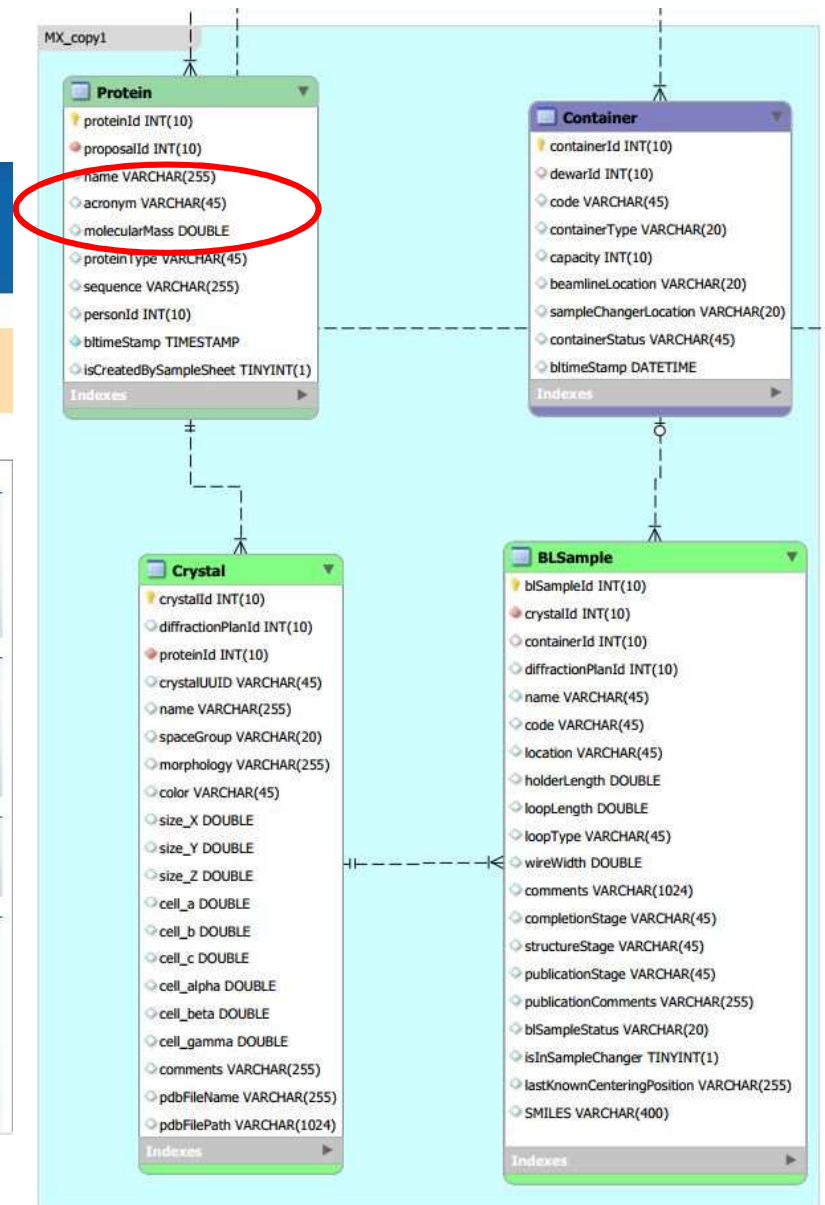 MX_copy1
Protein
proteinId INT(10)
proposalId INT(10)
name VARCHAR(255)
acronym VARCHAR(45)
molecularMass DOUBLE
proteinType VARCHAR(45)
sequence VARCHAR(255)
personId INT(10)
bltimeStamp TIMESTAMP
isCreatedBySampleSheet TINYINT(1)
Indexes
Container
containerId INT(10)
dewarId INT(10)
code VARCHAR(45)
containerType VARCHAR(20)
capacity INT(10)
beamlineLocation VARCHAR(20)
sampleChangerLocation VARCHAR(20)
containerStatus VARCHAR(45)
bltimeStamp DATETIME
Indexes
Crystal
crystalId INT(10)
diffractionPlanId INT(10)
proteinId INT(10)
crystalUUID VARCHAR(45)
name VARCHAR(255)
spaceGroup VARCHAR(20)
morphology VARCHAR(255)
color VARCHAR(45)
size_X DOUBLE
size_Y DOUBLE
size_Z DOUBLE
cell_a DOUBLE
cell_b DOUBLE
cell_c DOUBLE
cell_alpha DOUBLE
cell_beta DOUBLE
cell_gamma DOUBLE
comments VARCHAR(255)
pdbFileName VARCHAR(255)
pdbFilePath VARCHAR(1024)
Indexes
BLSample
blSampleId INT(10)
crystalId INT(10)
containerId INT(10)
diffractionPlanId INT(10)
name VARCHAR(45)
code VARCHAR(45)
location VARCHAR(45)
holderLength DOUBLE
loopLength DOUBLE
loopType VARCHAR(45)
wireWidth DOUBLE
comments VARCHAR(1024)
completionStage VARCHAR(45)
structureStage VARCHAR(45)
publicationStage VARCHAR(45)
publicationComments VARCHAR(255)
blSampleStatus VARCHAR(20)
isInSampleChanger TINYINT(1)
lastKnownCenteringPosition VARCHAR(255)
SMILES VARCHAR(400)
Indexes